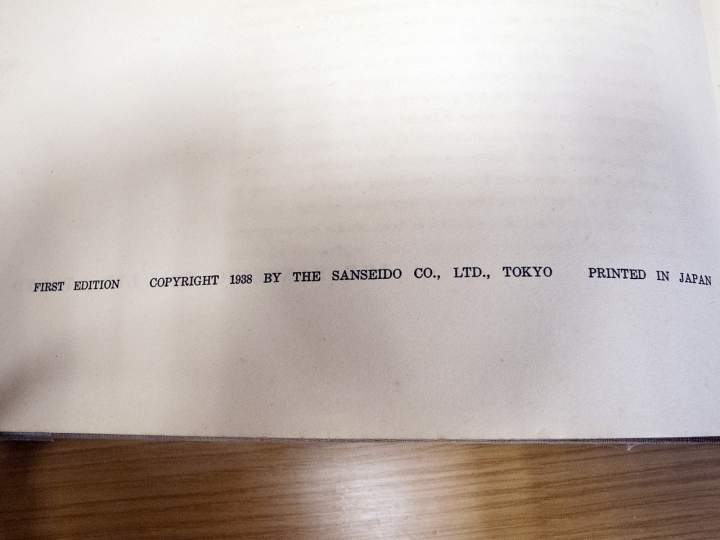 FIRST EDITION COPYRIGHT 1938 BY THE SANSEIDO CO., LTD., TOKYO PRINTED IN JAPAN